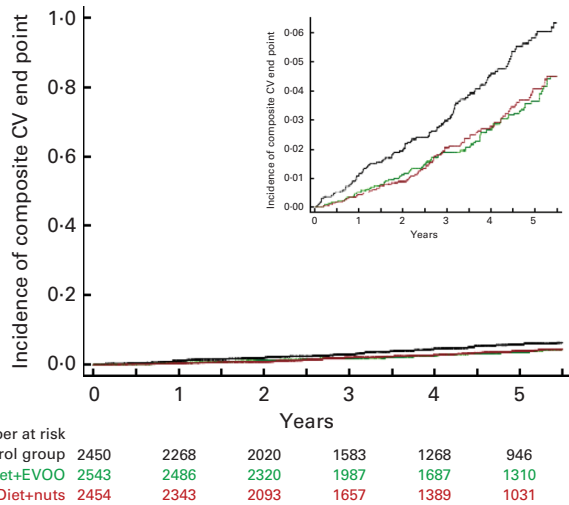 Incidence of composite CV end point
1·0
0·8
0·6
0·4
0·2
0·0
0 1 2 3 4 5
Years
Incidence of composite CV end point
0·06
0·05
0·04
0·03
0·02
0·01
0·00
0 1 2 3 4 5
Years
at risk
group 2450 2268 2020 1583 1268 946
et+EVOO 2543 2486 2320 1987 1687 1310
Diet+nuts 2454 2343 2093 1657 1389 1031